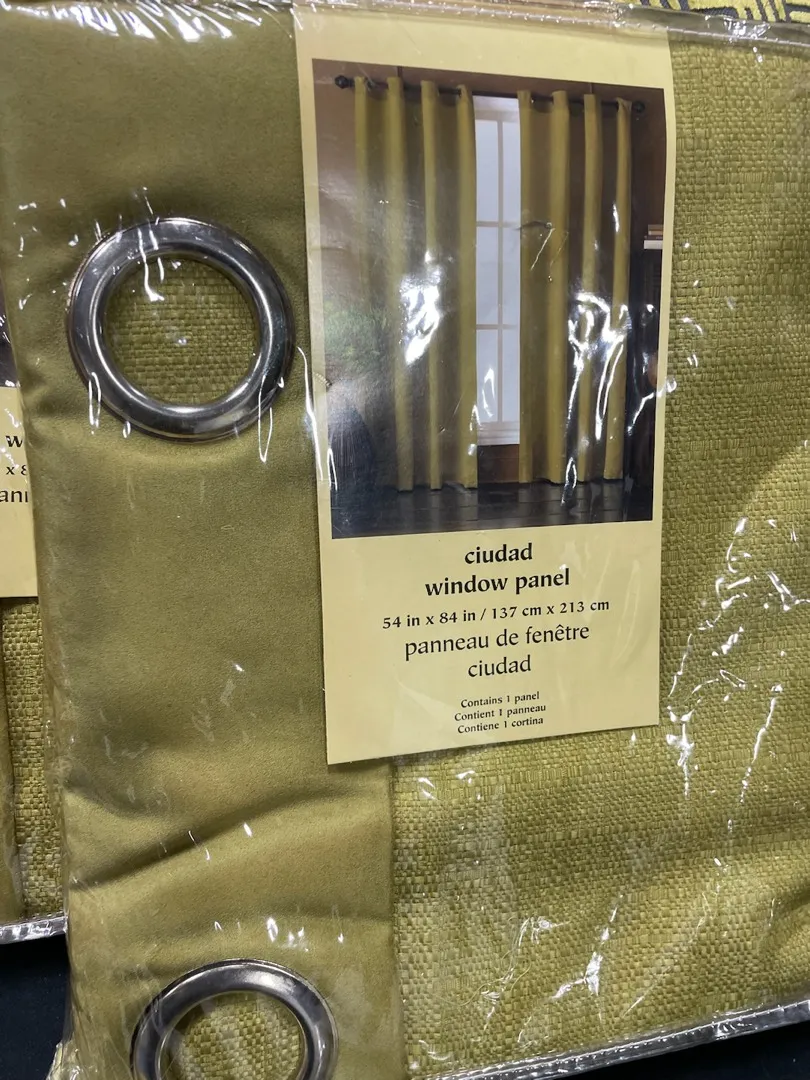 ciudad
window panel
54 in x 84 in / 137 cm x 213 cm
panneau de fenêtre
ciudad
Contains 1 panel
Contient 1 panneau
Contiene 1 cortina